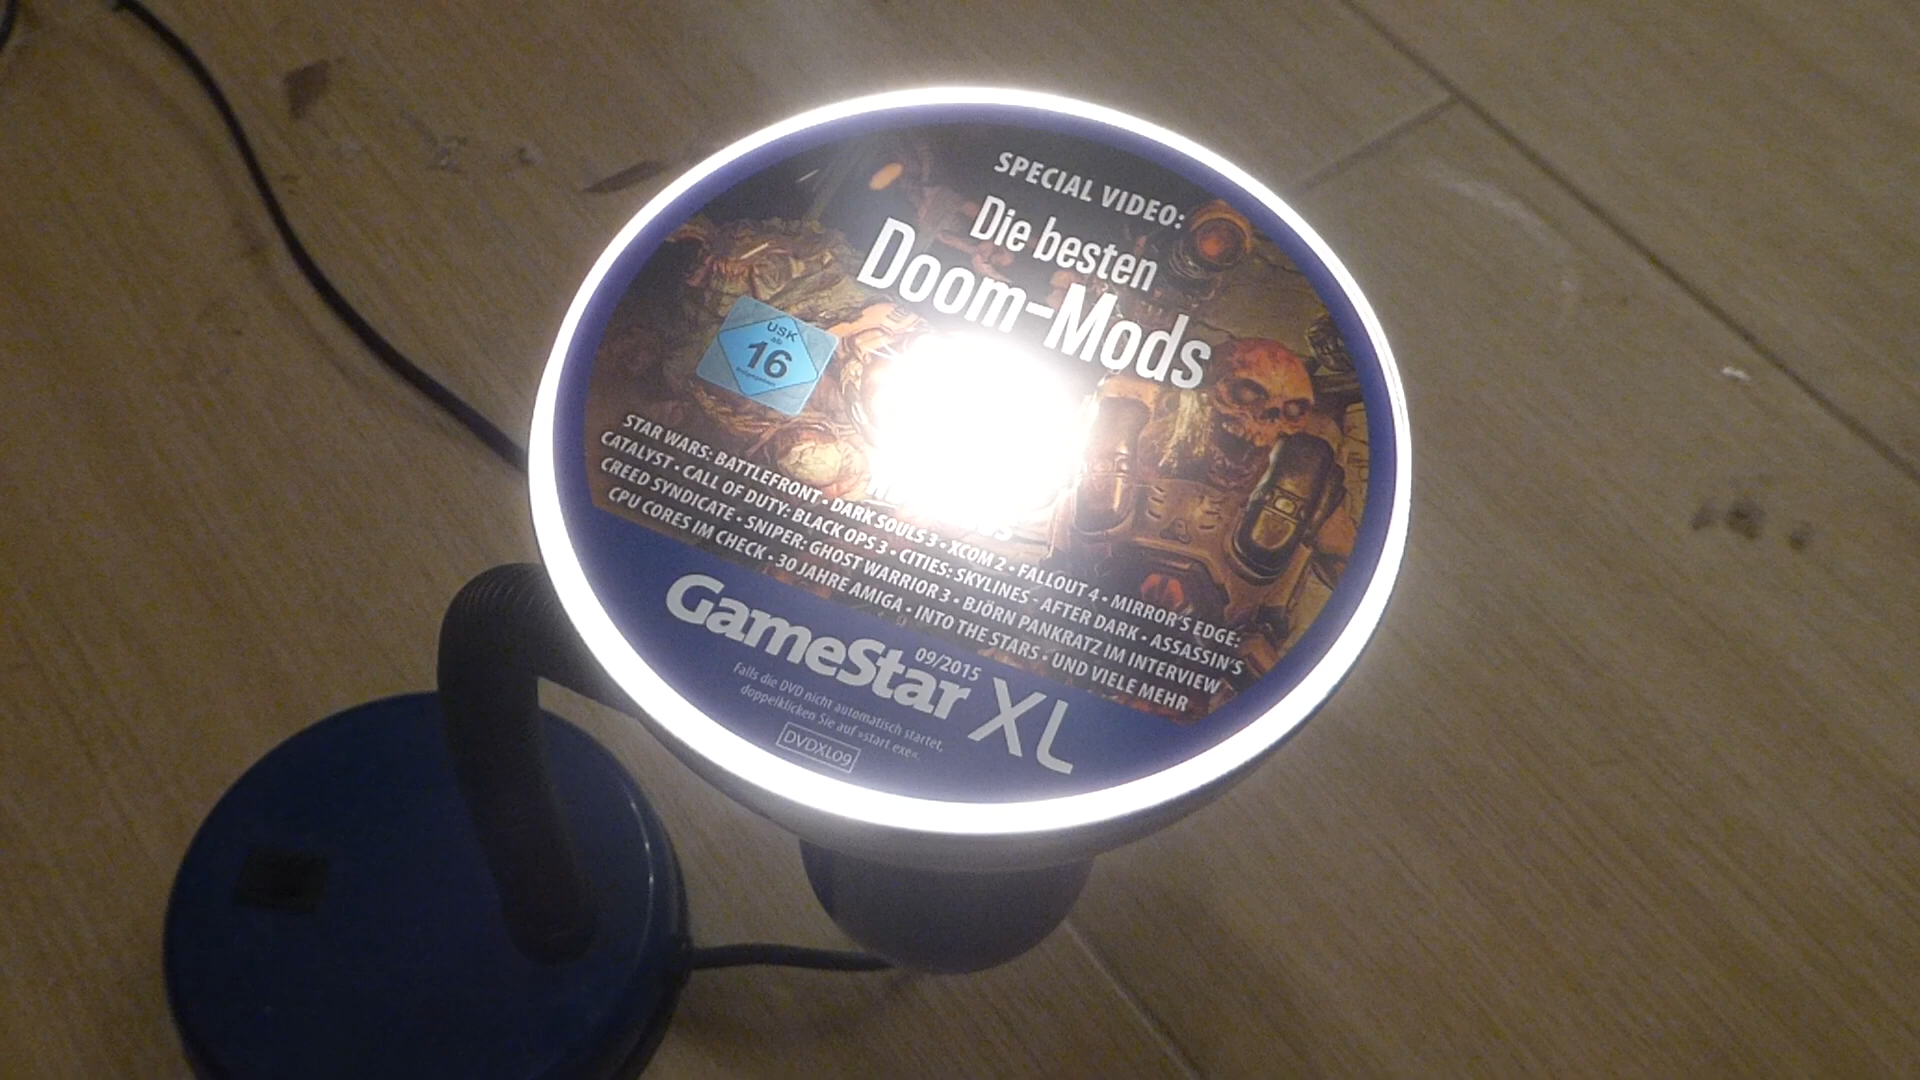 SPECIAL VIDEO:
Die besten
Doom-Mods
USK
ab
16
freigegeben
STAR WARS: BATTLEFRONT • DARK SOULS 3 • XCOM 2 • FALLOUT 4 • MIRROR'S EDGE:
CATALYST • CALL OF DUTY: BLACK OPS 3 • CITIES: SKYLINES - AFTER DARK • ASSASSIN'S
CREED SYNDICATE • SNIPER: GHOST WARRIOR 3 • BJÖRN PANKRATZ IM INTERVIEW
CPU CORES IM CHECK • 30 JAHRE AMIGA • INTO THE STARS • UND VIELE MEHR
GameStar XL
09/2015
Falls die DVD nicht automatisch startet,
doppelklicken Sie auf »start.exe«.
DVDXL09